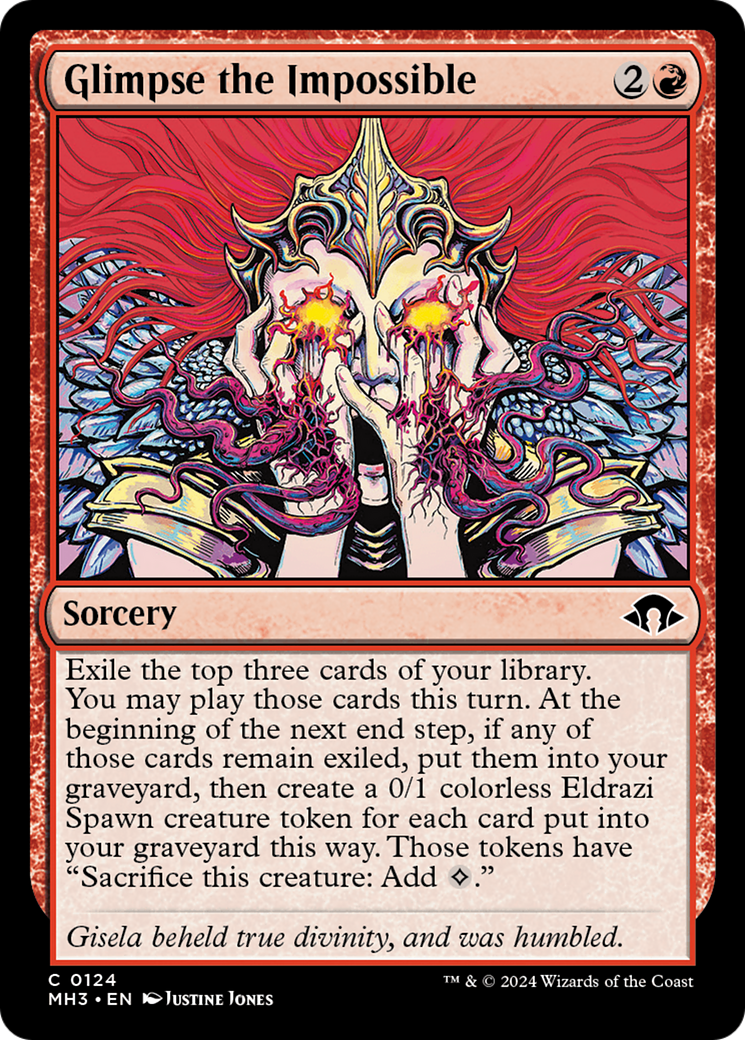 Glimpse the Impossible 2
Sorcery
Exile the top three cards of your library.
You may play those cards this turn. At the
beginning of the next end step, if any of
those cards remain exiled, put them into your
graveyard, then create a 0/1 colorless Eldrazi
Spawn creature token for each card put into
your graveyard this way. Those tokens have
“Sacrifice this creature: Add .”
Gisela beheld true divinity, and was humbled.
C 0124
MH3 • EN Justine Jones
™ & © 2024 Wizards of the Coast